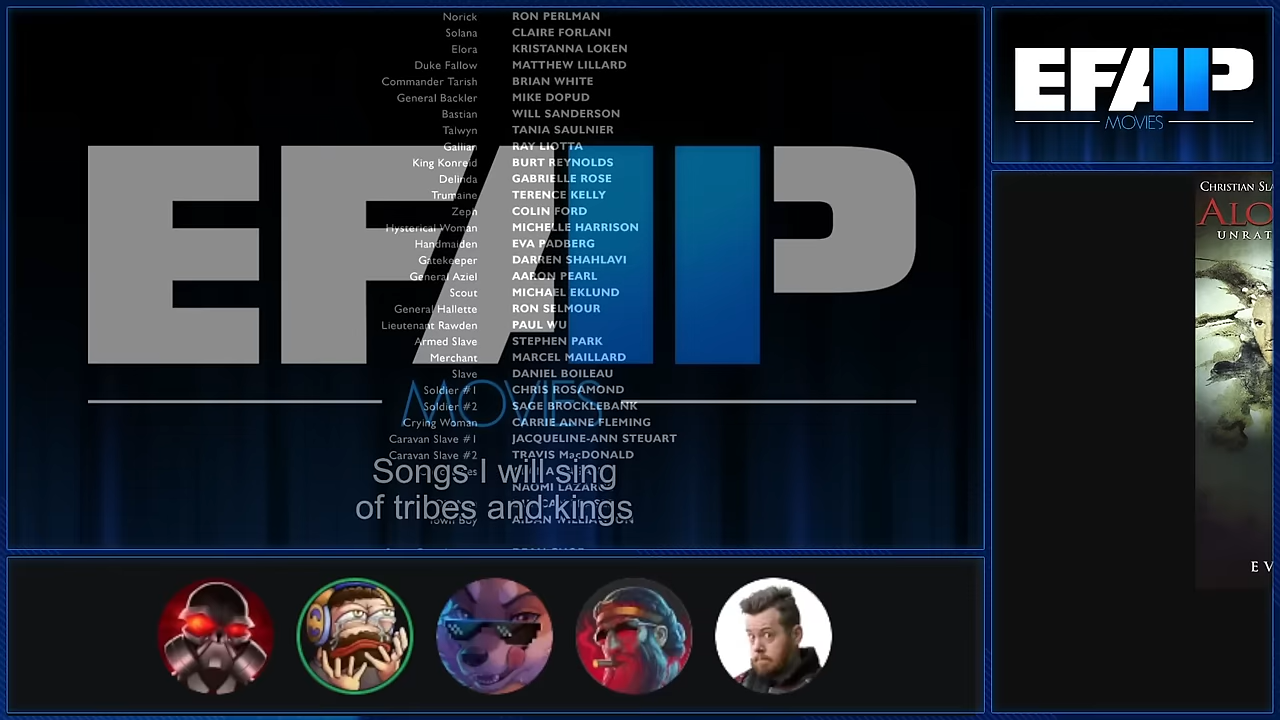 Norick RON PERLMAN
Solana CLAIRE FORLANI
Elora KRISTANNA LOKEN
Duke Fallow MATTHEW LILLARD
Commander Tarish BRIAN WHITE
General Backler MIKE DOPUD
Bastian WILL SANDERSON
Talwyn TANIA SAULNIER
Gallian RAY LIOTTA
King Konreid BURT REYNOLDS
Delinda GABRIELLE ROSE
Trumaine TERENCE KELLY
Zeph COLIN FORD
Hysterical Woman MICHELLE HARRISON
Handmaiden EVA PADBERG
Gatekeeper DARREN SHAHLAVI
General Aziel AARON PEARL
Scout MICHAEL EKLUND
General Hallette RON SELMOUR
Lieutenant Rawden PAUL WU
Armed Slave STEPHEN PARK
Merchant MARCEL MAILLARD
Slave DANIEL BOILEAU
Soldier #1 CHRIS ROSAMOND
Soldier #2 SAGE BROCKLEBANK
Crying Woman CARRIE ANNE FLEMING
Caravan Slave #1 JACQUELINE-ANN STEUART
Caravan Slave #2 TRAVIS MacDONALD
NAOMI
Town Boy AIDAN
EFAP
MOVIES
Songs I will sing
of tribes and kings
EFAP
MOVIES
CHRISTIAN SLA
ALO
UNRAT
EV